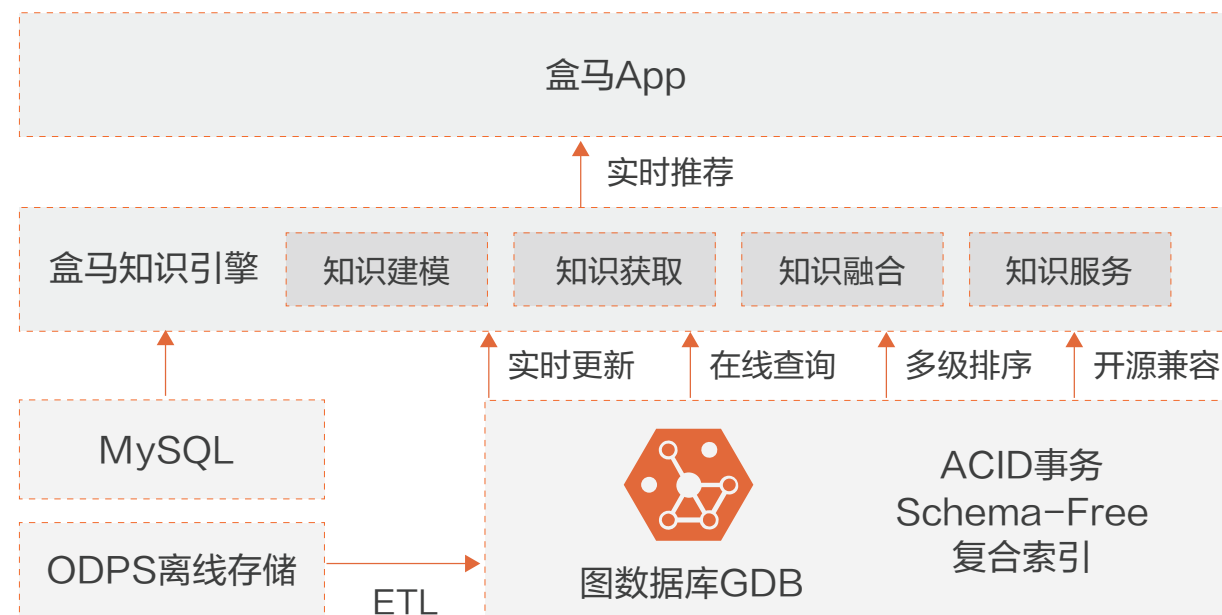 盒马App
实时推荐
盒马知识引擎
知识建模
知识获取
知识融合
知识服务
实时更新
在线查询
多级排序
开源兼容
MySQL
ODPS离线存储
ETL
图数据库GDB
ACID事务
Schema-Free
复合索引